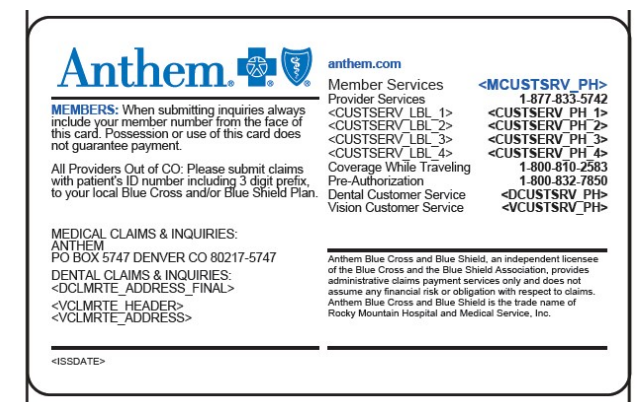 Anthem.
MEMBERS: When submitting inquiries always
include your member number from the face of
this card. Possession or use of this card does
not guarantee payment.
All Providers Out of CO: Please submit claims
with patient's ID number including 3 digit prefix,
to your local Blue Cross and/or Blue Shield Plan.
MEDICAL CLAIMS & INQUIRIES:
ANTHEM
PO BOX 5747 DENVER CO 80217-5747
DENTAL CLAIMS & INQUIRIES:
<DCLMRTE_ADDRESS_FINAL>
<VCLMRTE_HEADER>
<VCLMRTE_ADDRESS>
<ISSDATE>
anthem.com
Member Services <MCUSTSRV_PH>
Provider Services 1-877-833-5742
<CUSTSERV_LBL_1> <CUSTSERV_PH_1>
<CUSTSERV_LBL_2> <CUSTSERV_PH_2>
<CUSTSERV_LBL_3> <CUSTSERV_PH_3>
<CUSTSERV_LBL_4> <CUSTSERV_PH_4>
Coverage While Traveling 1-800-810-2583
Pre-Authorization 1-800-832-7850
Dental Customer Service <DCUSTSRV_PH>
Vision Customer Service <VCUSTSRV_PH>
Anthem Blue Cross and Blue Shield, an independent licensee
of the Blue Cross and the Blue Shield Association, provides
administrative claims payment services only and does not
assume any financial risk or obligation with respect to claims.
Anthem Blue Cross and Blue Shield is the trade name of
Rocky Mountain Hospital and Medical Service, Inc.